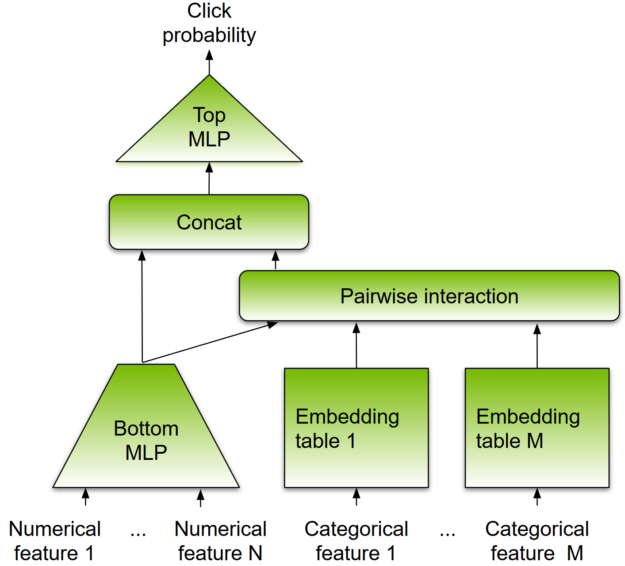 Click
probability
Top
MLP
Concat
Pairwise interaction
Bottom
MLP
Embedding
table 1
Embedding
table M
Numerical
feature 1
...
Numerical
feature N
Categorical
feature 1
...
Categorical
feature M